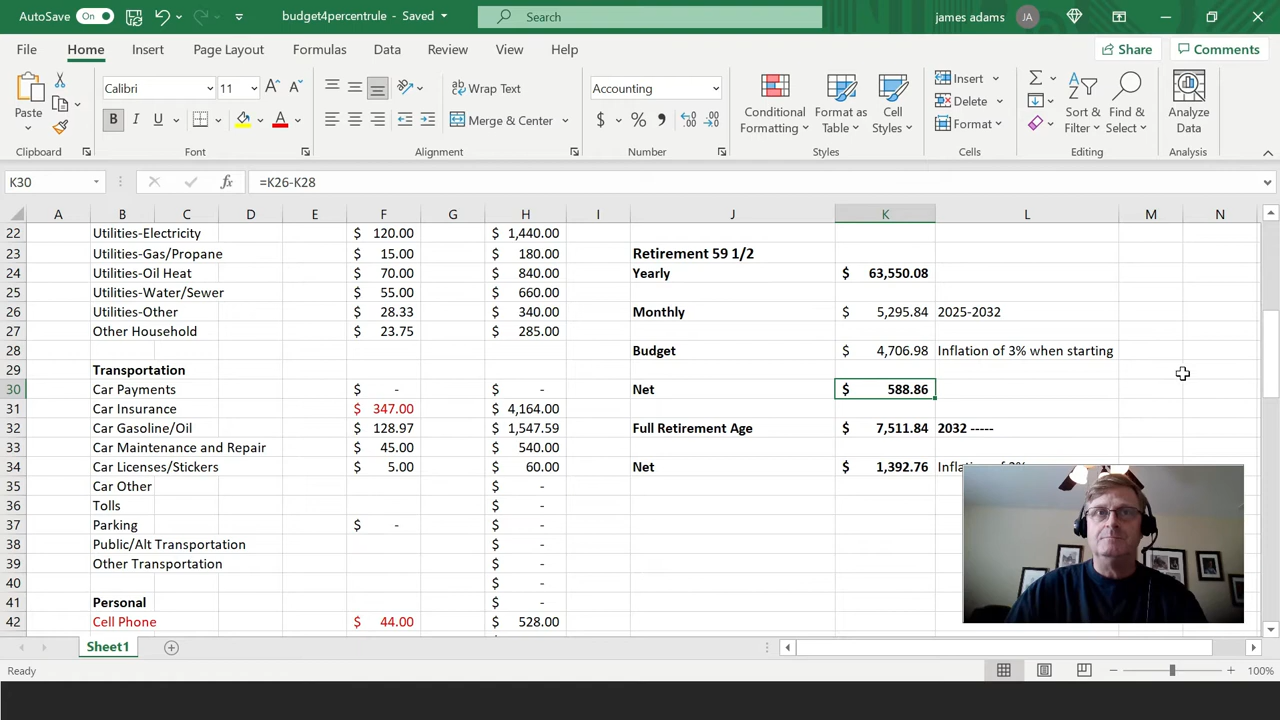 AutoSave On budget4percentrule - Saved Search james adams JA
File Home Insert Page Layout Formulas Data Review View Help Share Comments
Paste Calibri 11 Wrap Text Accounting Conditional Formatting Format as Table Cell Styles Insert Sort & Filter Find & Select Analyze Data
B I U A Merge & Center $ % Delete
Format
Clipboard Font Alignment Number Styles Cells Editing Analysis
K30 fx =K26-K28
A B C D E F G H I J K L M N
22 Utilities-Electricity $ 120.00 $ 1,440.00
23 Utilities-Gas/Propane $ 15.00 $ 180.00 Retirement 59 1/2
24 Utilities-Oil Heat $ 70.00 $ 840.00 Yearly $ 63,550.08
25 Utilities-Water/Sewer $ 55.00 $ 660.00
26 Utilities-Other $ 28.33 $ 340.00 Monthly $ 5,295.84 2025-2032
27 Other Household $ 23.75 $ 285.00
28 Budget $ 4,706.98 Inflation of 3% when starting
29 Transportation
30 Car Payments $ - $ - Net $ 588.86
31 Car Insurance $ 347.00 $ 4,164.00
32 Car Gasoline/Oil $ 128.97 $ 1,547.59 Full Retirement Age $ 7,511.84 2032 -----
33 Car Maintenance and Repair $ 45.00 $ 540.00
34 Car Licenses/Stickers $ 5.00 $ 60.00 Net $ 1,392.76
35 Car Other $ -
36 Tolls $ -
37 Parking $ - $ -
38 Public/Alt Transportation $ -
39 Other Transportation $ -
40 $ -
41 Personal $ -
42 Cell Phone $ 44.00 $ 528.00
Sheet1
Ready 100%